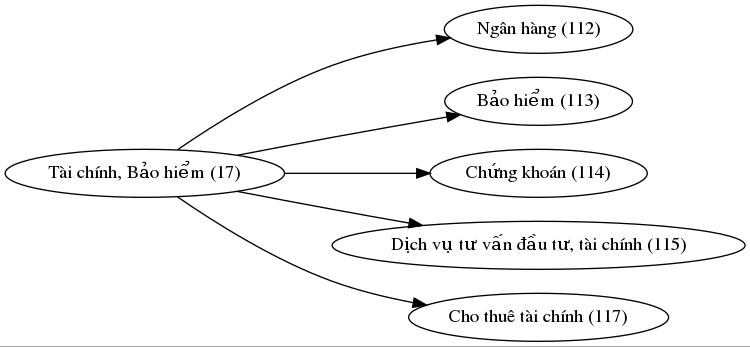 Ngân hàng (112)
Bảo hiểm (113)
Tài chính, Bảo hiểm (17)
Chứng khoán (114)
Dịch vụ tư vấn đầu tư, tài chính (115)
Cho thuê tài chính (117)